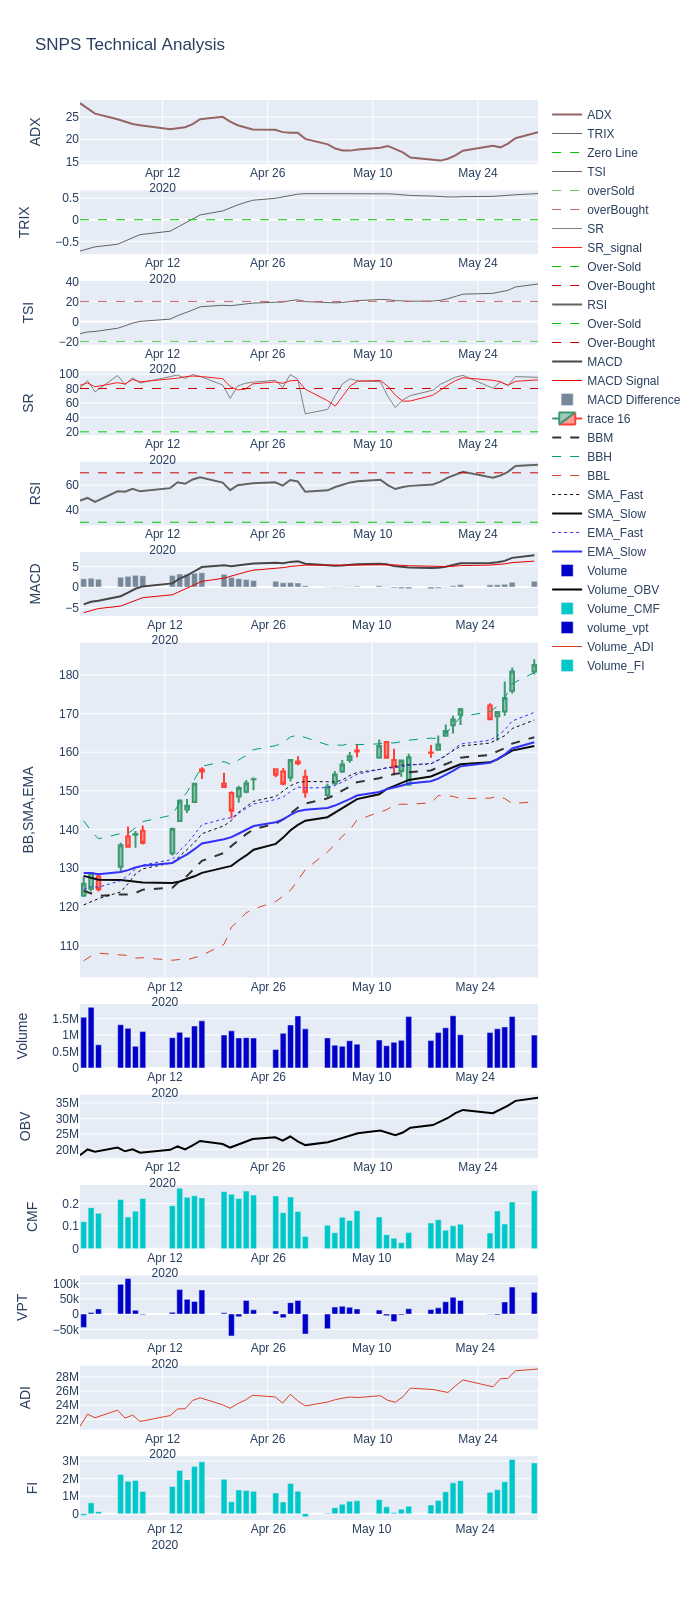 SNPS Technical Analysis
ADX
25
20
15
Apr 12
2020
Apr 26
May 10
May 24
TRIX
0.5
0
−0.5
Apr 12
2020
Apr 26
May 10
May 24
TSI
40
20
0
−20
Apr 12
2020
Apr 26
May 10
May 24
SR
100
80
60
40
20
Apr 12
2020
Apr 26
May 10
May 24
RSI
60
40
Apr 12
2020
Apr 26
May 10
May 24
MACD
5
0
−5
Apr 12
2020
Apr 26
May 10
May 24
BB,SMA,EMA
180
170
160
150
140
130
120
110
Apr 12
2020
Apr 26
May 10
May 24
Volume
1.5M
1M
0.5M
0
Apr 12
2020
Apr 26
May 10
May 24
OBV
35M
30M
25M
20M
Apr 12
2020
Apr 26
May 10
May 24
CMF
0.2
0.1
0
Apr 12
2020
Apr 26
May 10
May 24
VPT
100k
50k
0
−50k
Apr 12
2020
Apr 26
May 10
May 24
ADI
28M
26M
24M
22M
Apr 12
2020
Apr 26
May 10
May 24
FI
3M
2M
1M
0
Apr 12
2020
Apr 26
May 10
May 24
ADX
TRIX
Zero Line
TSI
overSold
overBought
SR
SR_signal
Over-Sold
Over-Bought
RSI
Over-Sold
Over-Bought
MACD
MACD Signal
MACD Difference
trace 16
BBM
BBH
BBL
SMA_Fast
SMA_Slow
EMA_Fast
EMA_Slow
Volume
Volume_OBV
Volume_CMF
volume_vpt
Volume_ADI
Volume_FI